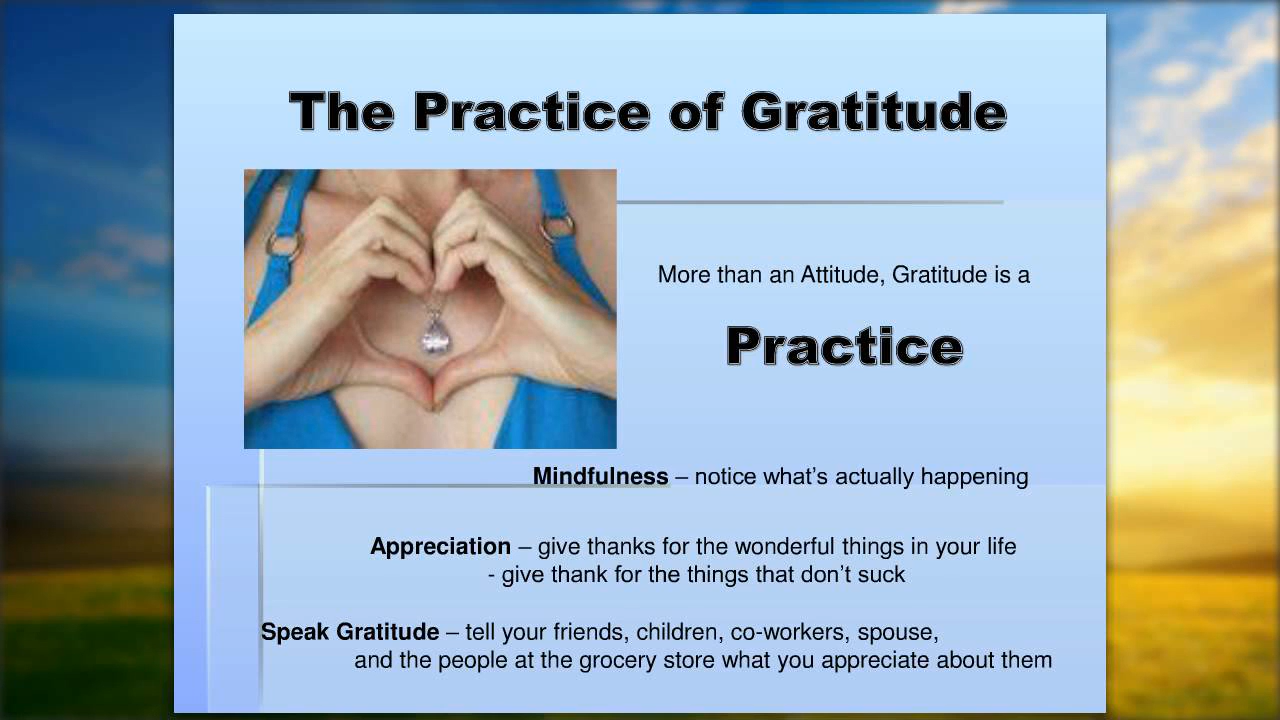 The Practice of Gratitude
More than an Attitude, Gratitude is a
Practice
Mindfulness – notice what’s actually happening
Appreciation – give thanks for the wonderful things in your life
- give thank for the things that don’t suck
Speak Gratitude – tell your friends, children, co-workers, spouse,
and the people at the grocery store what you appreciate about them